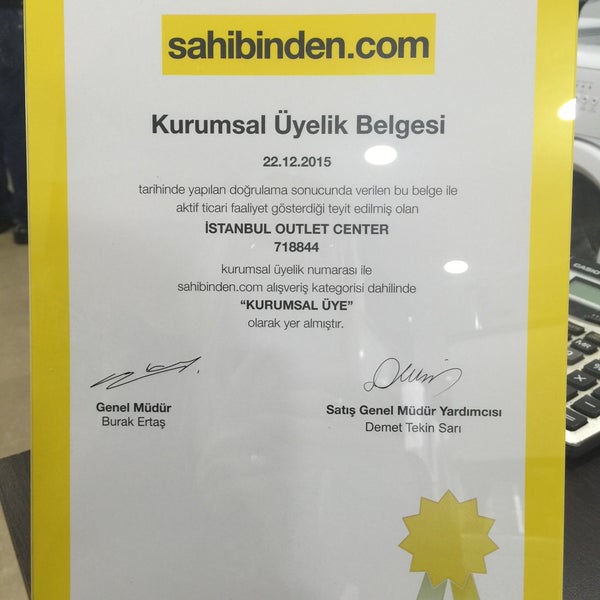 sahibinden.com
Kurumsal Üyelik Belgesi
22.12.2015
tarihinde yapılan doğrulama sonucunda verilen bu belge ile
aktif ticari faaliyet gösterdiği teyit edilmiş olan
İSTANBUL OUTLET CENTER
718844
kurumsal üyelik numarası ile
sahibinden.com alışveriş kategorisi dahilinde
“KURUMSAL ÜYE”
olarak yer almıştır.
Genel Müdür
Burak Ertaş
Satış Genel Müdür Yardımcısı
Demet Tekin Sarı
CASIO